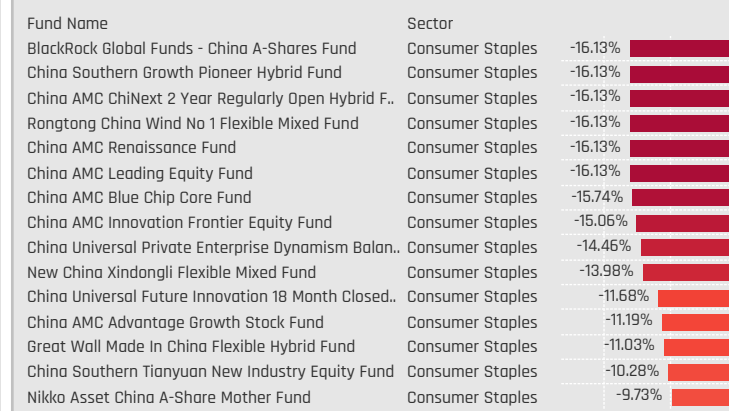 Fund Name Sector
BlackRock Global Funds - China A-Shares Fund Consumer Staples -16.13%
China Southern Growth Pioneer Hybrid Fund Consumer Staples -16.13%
China AMC ChiNext 2 Year Regularly Open Hybrid F.. Consumer Staples -16.13%
Rongtong China Wind No 1 Flexible Mixed Fund Consumer Staples -16.13%
China AMC Renaissance Fund Consumer Staples -16.13%
China AMC Leading Equity Fund Consumer Staples -16.13%
China AMC Blue Chip Core Fund Consumer Staples -15.74%
China AMC Innovation Frontier Equity Fund Consumer Staples -15.06%
China Universal Private Enterprise Dynamism Balan.. Consumer Staples -14.46%
New China Xindongli Flexible Mixed Fund Consumer Staples -13.98%
China Universal Future Innovation 18 Month Closed.. Consumer Staples -11.68%
China AMC Advantage Growth Stock Fund Consumer Staples -11.19%
Great Wall Made In China Flexible Hybrid Fund Consumer Staples -11.03%
China Southern Tianyuan New Industry Equity Fund Consumer Staples -10.28%
Nikko Asset China A-Share Mother Fund Consumer Staples -9.73%